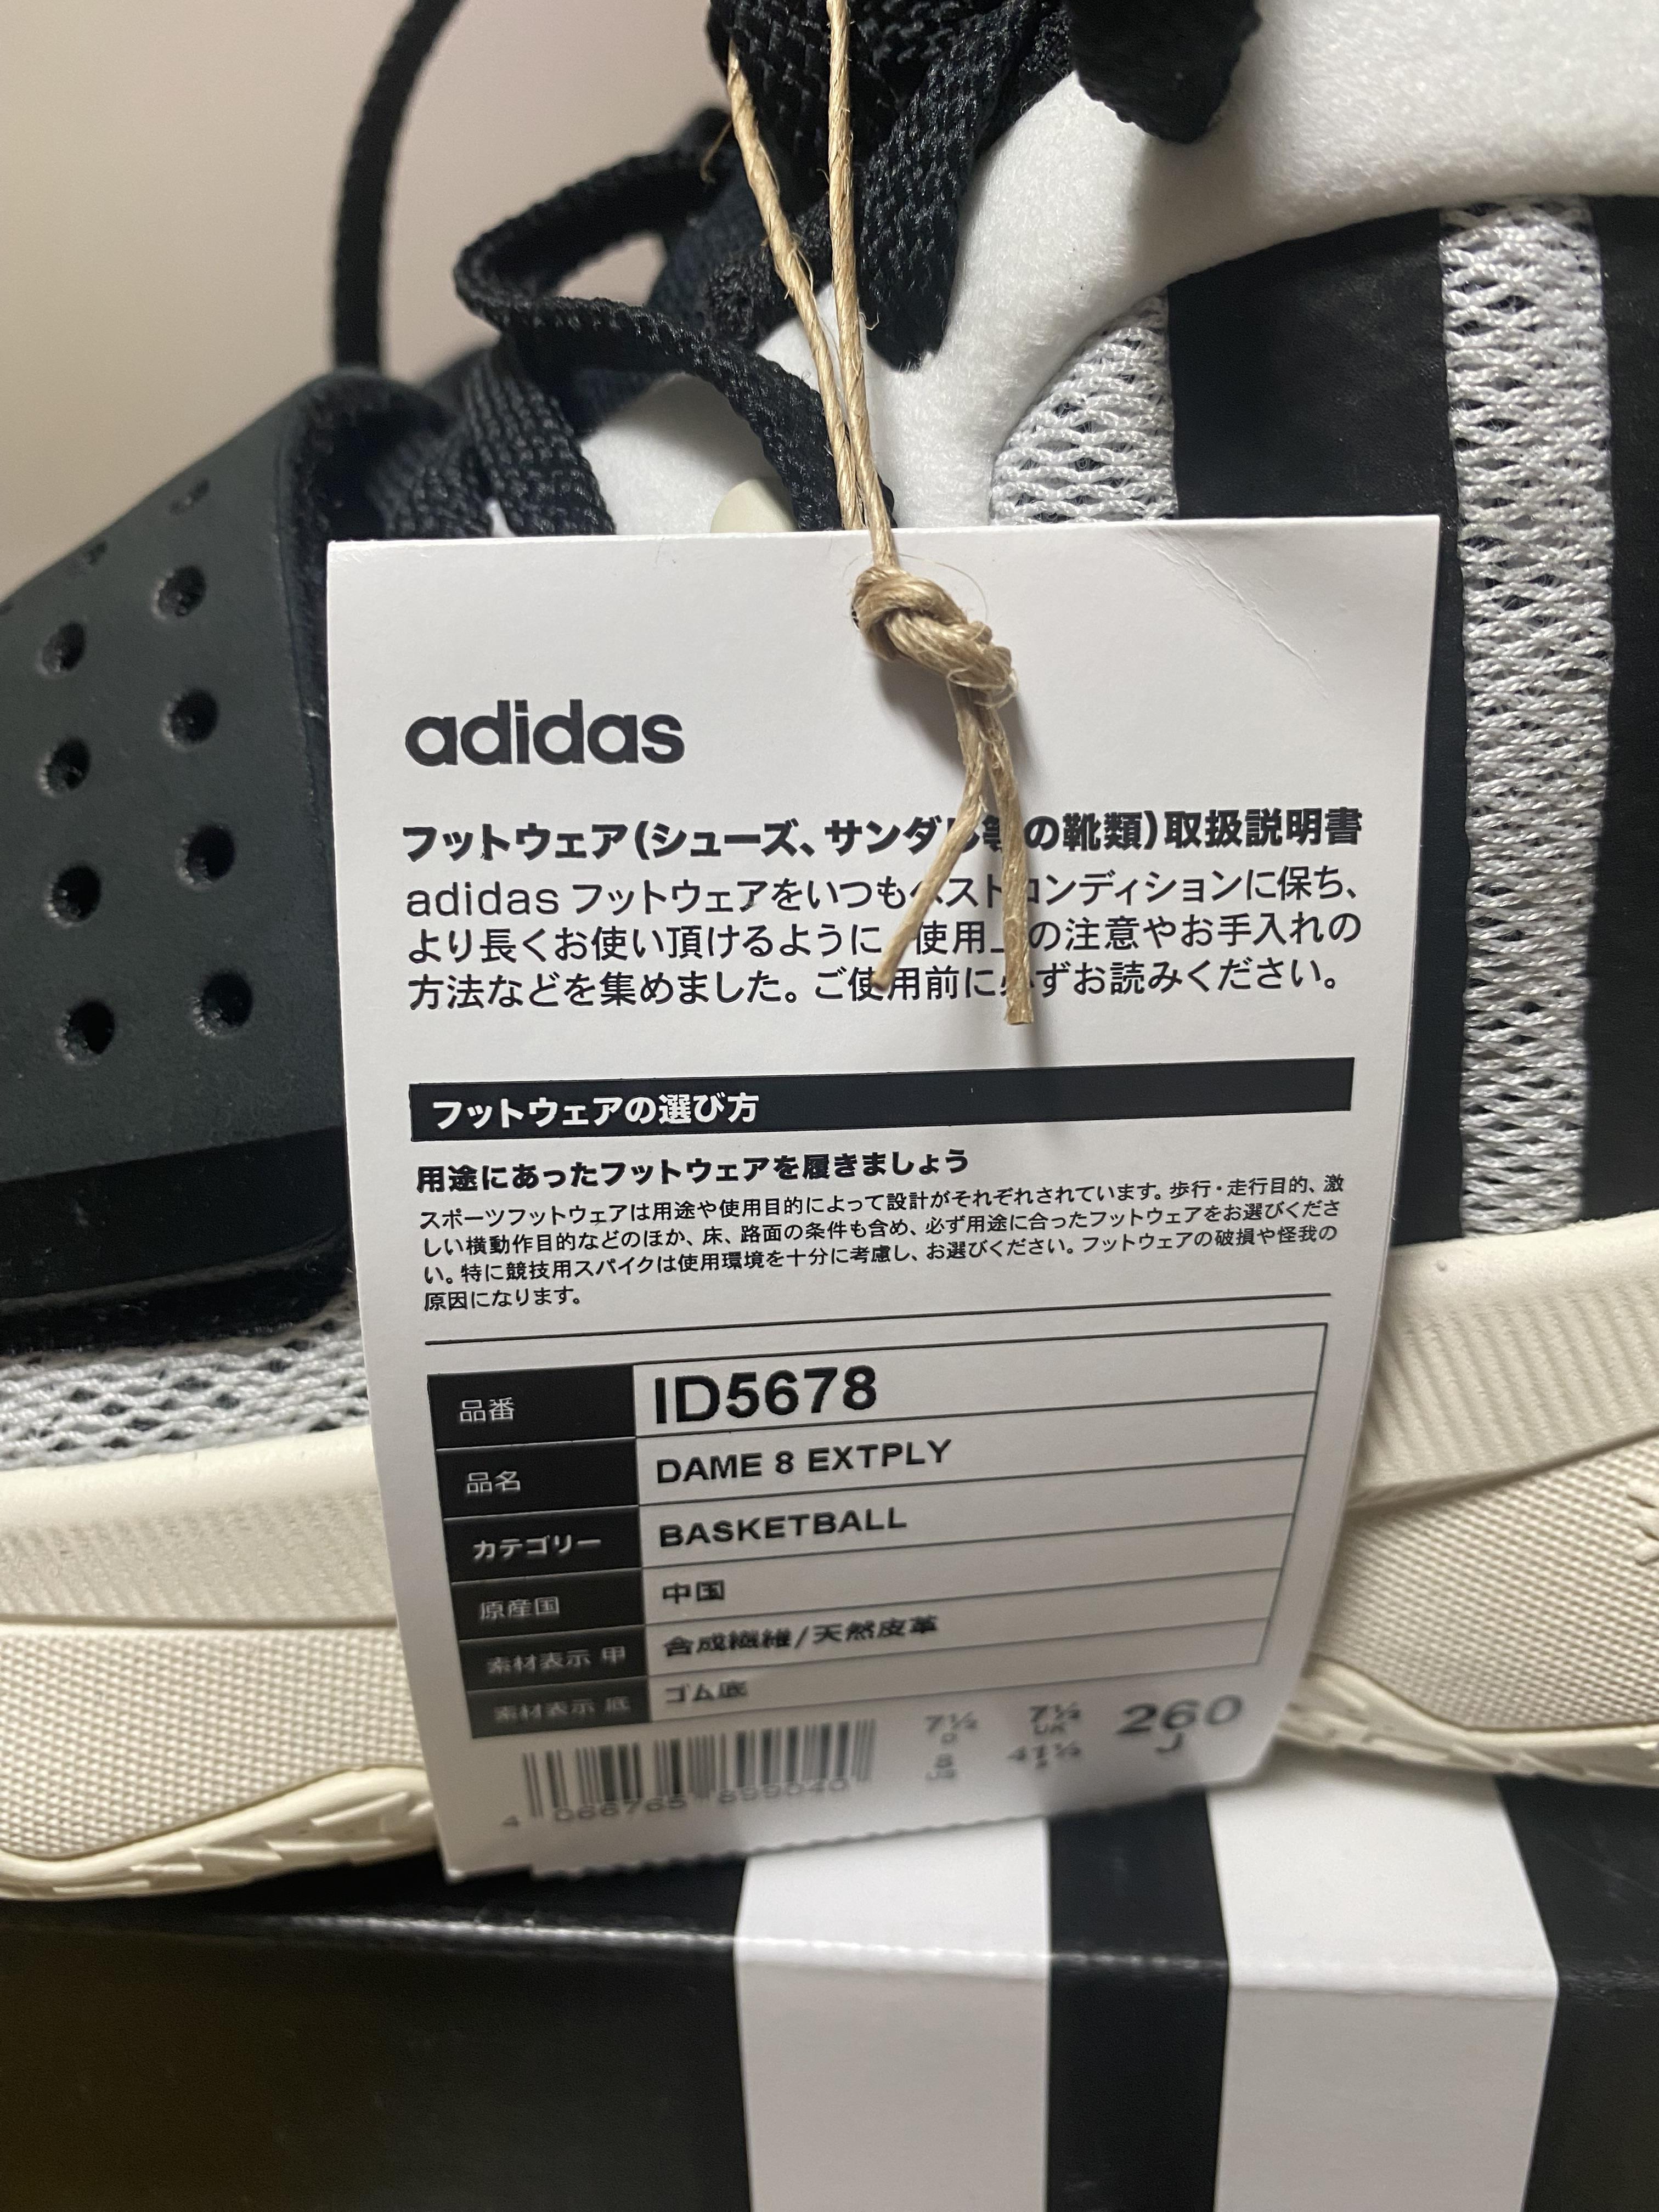 adidas
フットウェア(シューズ、サンダル等の靴類)取扱説明書
adidas フットウェアをいつもベストコンディションに保ち、
より長くお使い頂けるように 使用上の注意やお手入れの
方法などを集めました。ご使用前に必ずお読みください。
フットウェアの選び方
用途にあったフットウェアを履きましょう
スポーツフットウェアは用途や使用目的によって設計がそれぞれされています。歩行・走行目的、激
しい横動作目的などのほか、床、路面の条件も含め、必ず用途に合ったフットウェアをお選びくださ
い。特に競技用スパイクは使用環境を十分に考慮し、お選びください。フットウェアの破損や怪我の
原因になります。
品番 ID5678
品名 DAME 8 EXTPLY
カテゴリー BASKETBALL
原産国 中国
素材表示 甲 合成繊維/天然皮革
素材表示 底 ゴム底
7½ 7½ 260
D UK J
8 41⅓
US F
4 066765